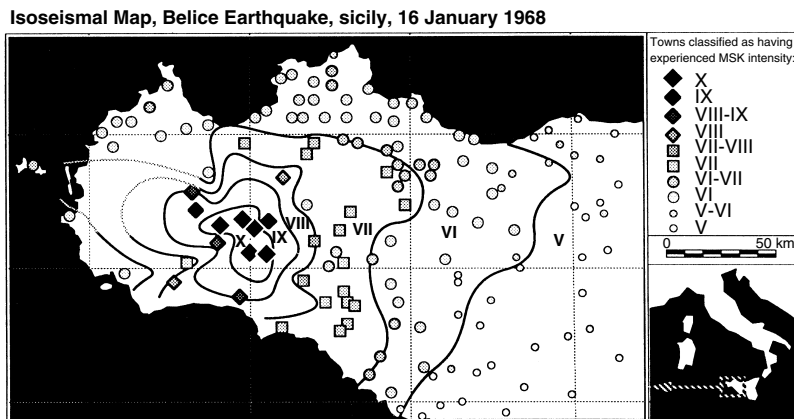 Isoseismal Map, Belice Earthquake, sicily, 16 January 1968
Towns classified as having
experienced MSK intensity:
X
IX
VIII-IX
VIII
VII-VIII
VII
VI-VII
VI
V-VI
V
0 50 km
X
IX
VIII
VII
VI
V